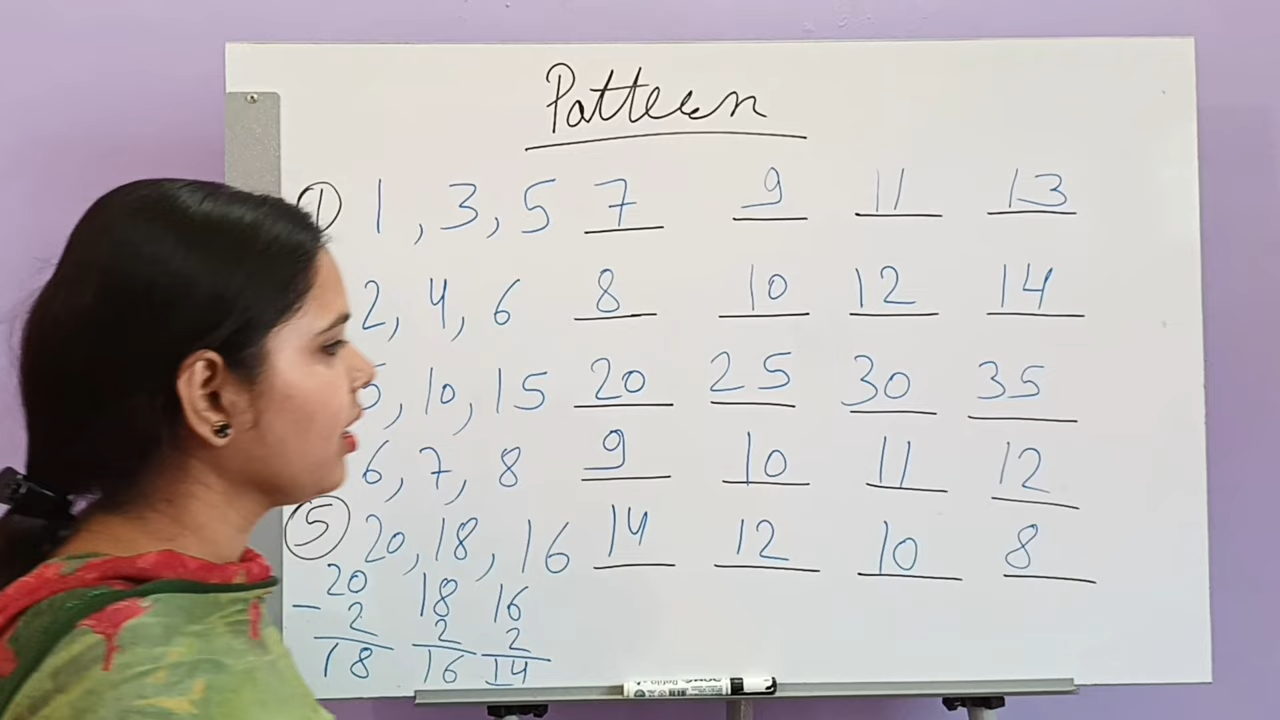 Pattern
1 1, 3, 5 7 9 11 13
2, 4, 6 8 10 12 14
5, 10, 15 20 25 30 35
6, 7, 8 9 10 11 12
5 20, 18, 16 14 12 10 8
20 18 16
- 2 2 2
18 16 14